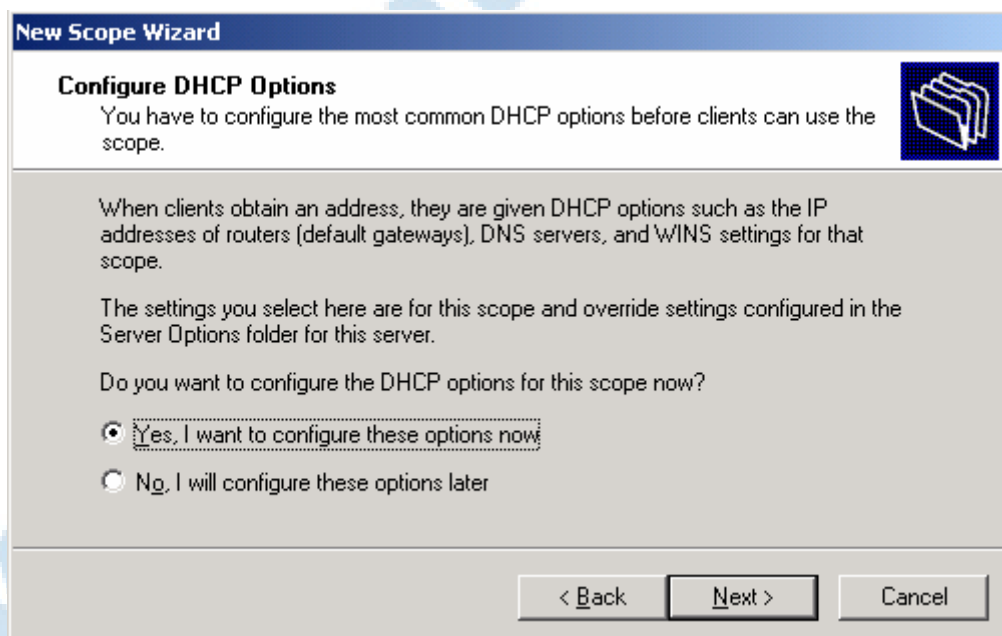 New Scope Wizard
Configure DHCP Options
You have to configure the most common DHCP options before clients can use the
scope.
When clients obtain an address, they are given DHCP options such as the IP
addresses of routers (default gateways), DNS servers, and WINS settings for that
scope.
The settings you select here are for this scope and override settings configured in the
Server Options folder for this server.
Do you want to configure the DHCP options for this scope now?
Yes, I want to configure these options now
No, I will configure these options later
< Back Next > Cancel